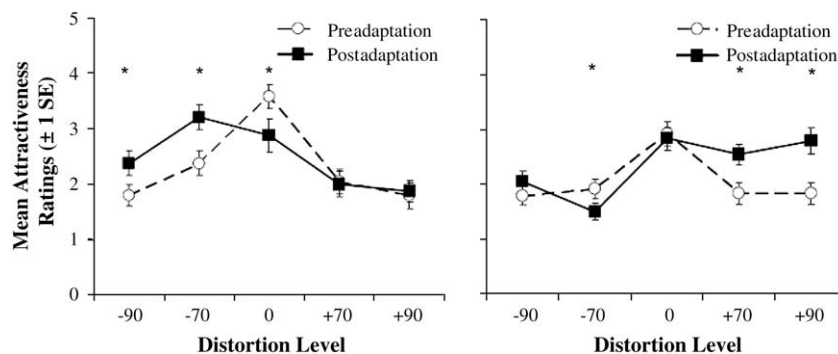 Mean Attractiveness
Ratings (± 1 SE)
5
4
3
2
1
0
Preadaptation
Postadaptation
* * *
-90 -70 0 +70 +90
Distortion Level
Preadaptation
Postadaptation
* * *
-90 -70 0 +70 +90
Distortion Level